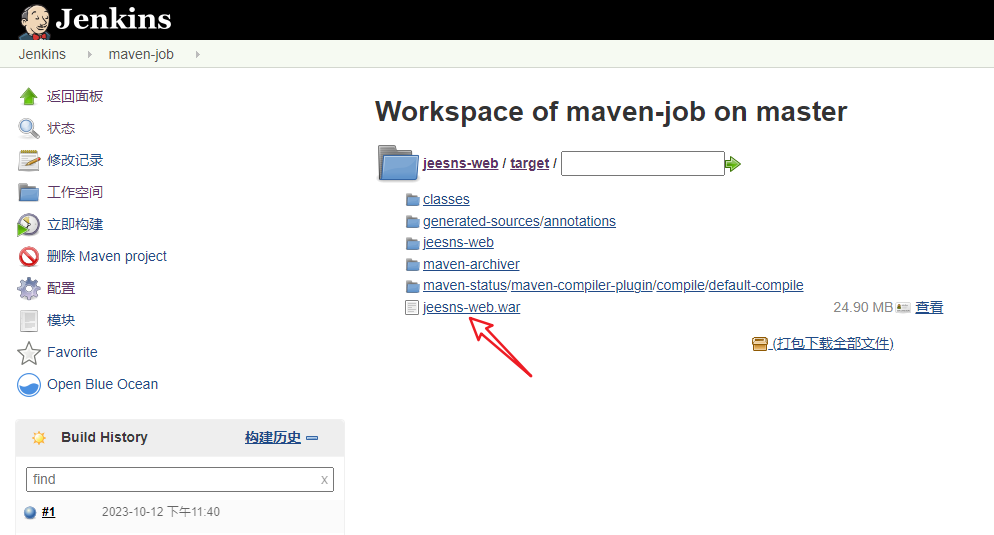 Jenkins
Jenkins maven-job
返回面板
状态
修改记录
工作空间
立即构建
删除 Maven project
配置
模块
Favorite
Open Blue Ocean
Build History 构建历史
find x
#1 2023-10-12 下午11:40
Workspace of maven-job on master
jeesns-web / target /
classes
generated-sources/annotations
jeesns-web
maven-archiver
maven-status/maven-compiler-plugin/compile/default-compile
jeesns-web.war 24.90 MB 查看
(打包下载全部文件)